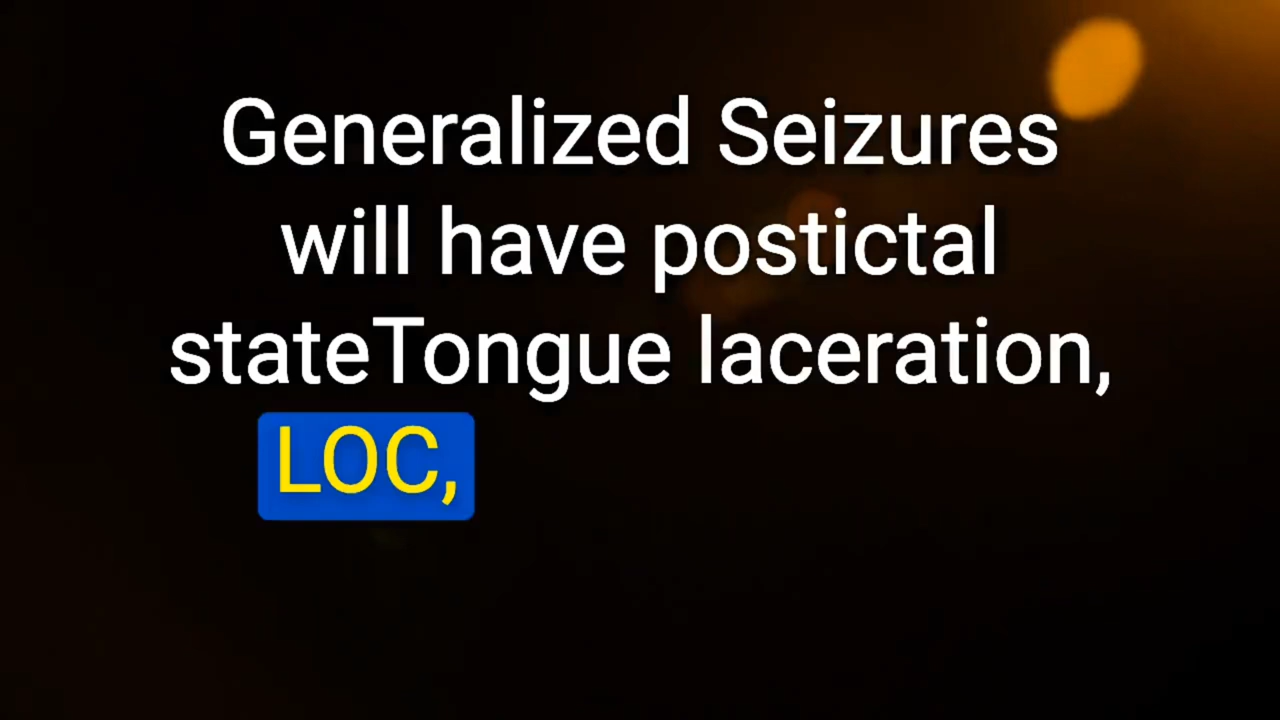 Generalized Seizures
will have postictal
stateTongue laceration,
LOC,